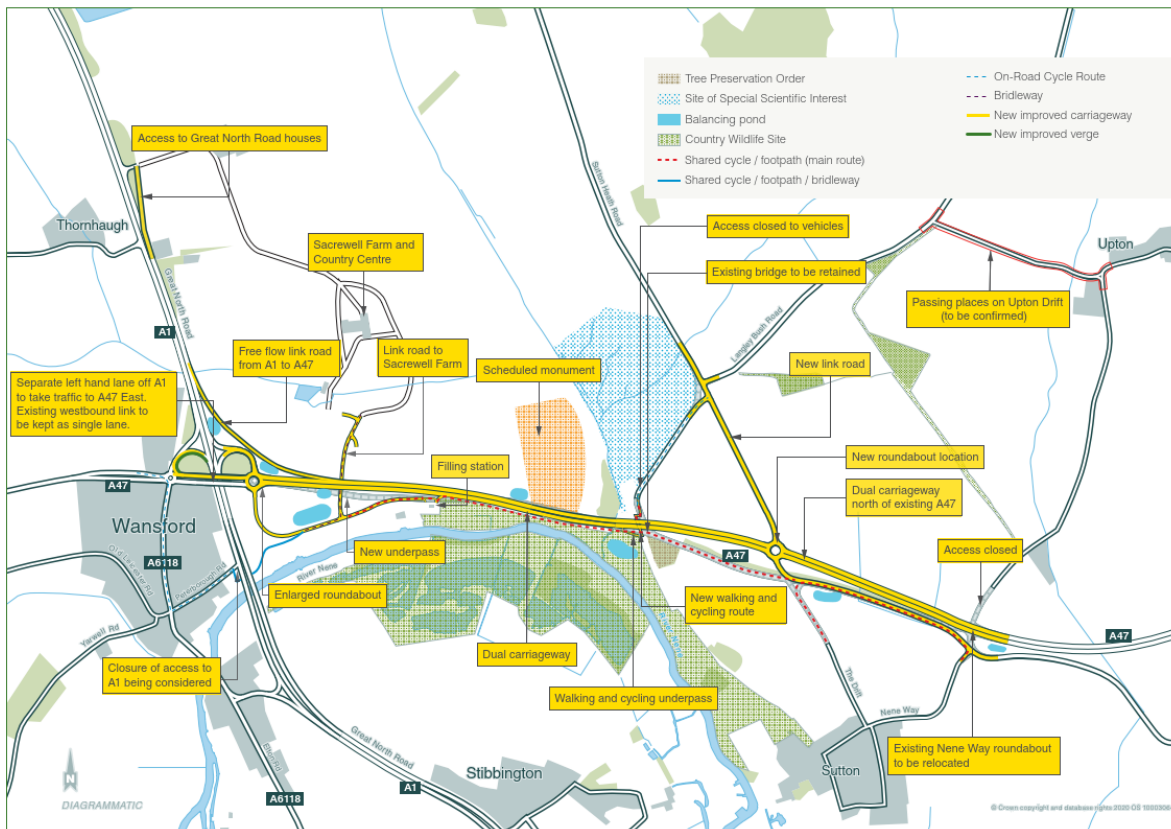 Tree Preservation Order
Site of Special Scientific Interest
Balancing pond
Country Wildlife Site
Shared cycle / footpath (main route)
Shared cycle / footpath / bridleway
On-Road Cycle Route
Bridleway
New improved carriageway
New improved verge
Access to Great North Road houses
Thornhaugh
Sutton Heath Road
Great North Road
Sacrewell Farm and
Country Centre
Access closed to vehicles
Existing bridge to be retained
Upton
Passing places on Upton Drift
(to be confirmed)
Langley Bush Road
A1
Free flow link road
from A1 to A47
Link road to
Sacrewell Farm
Scheduled monument
New link road
Separate left hand lane off A1
to take traffic to A47 East.
Existing westbound link to
be kept as single lane.
Filling station
New roundabout location
A47
Dual carriageway
north of existing A47
Wansford
New underpass
A47
Access closed
A6118
Peterborough Rd
River Nene
Enlarged roundabout
New walking and
cycling route
River Nene
A47
Yarwell Rd
Dual carriageway
Closure of access to
A1 being considered
Walking and cycling underpass
The Drift
Nene Way
Existing Nene Way roundabout
to be relocated
Great North Road
Elton Rd
Stibbington
Sutton
A1
A6118
N
DIAGRAMMATIC